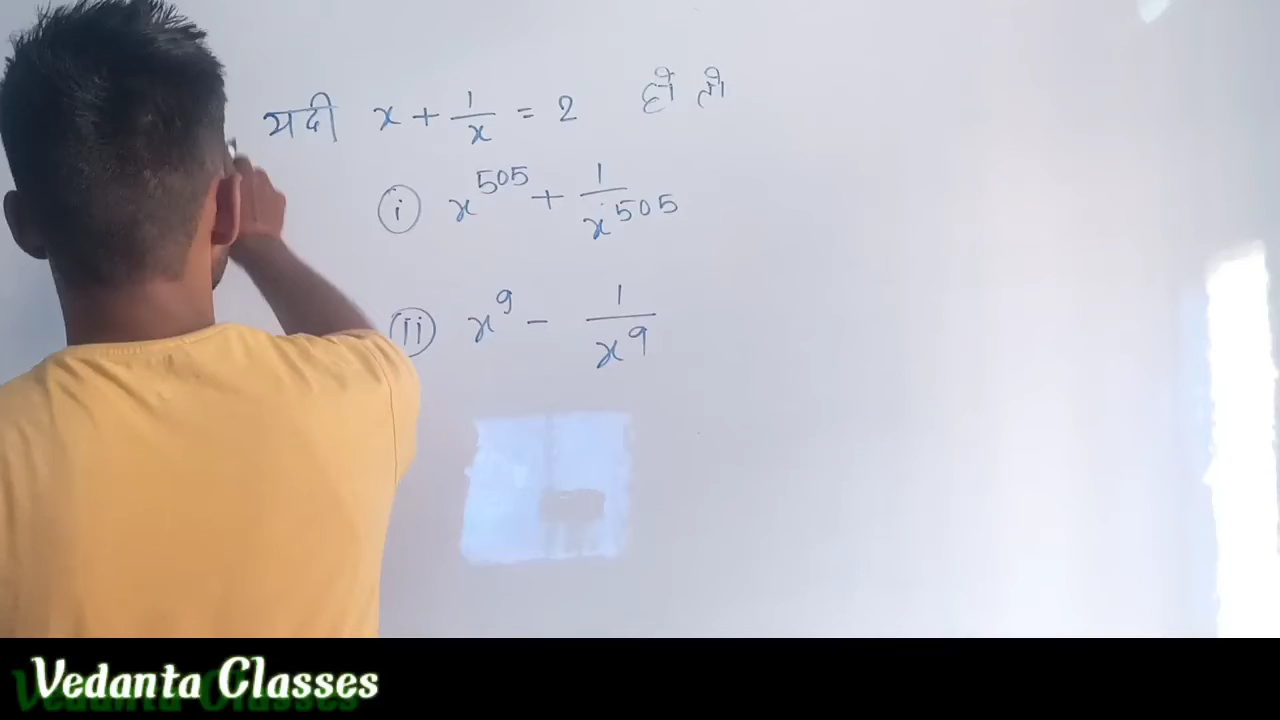 यदी x + 1/x = 2 हो तो
(i) x^505 + 1/x^505
(ii) x^9 - 1/x^9
Vedanta Classes